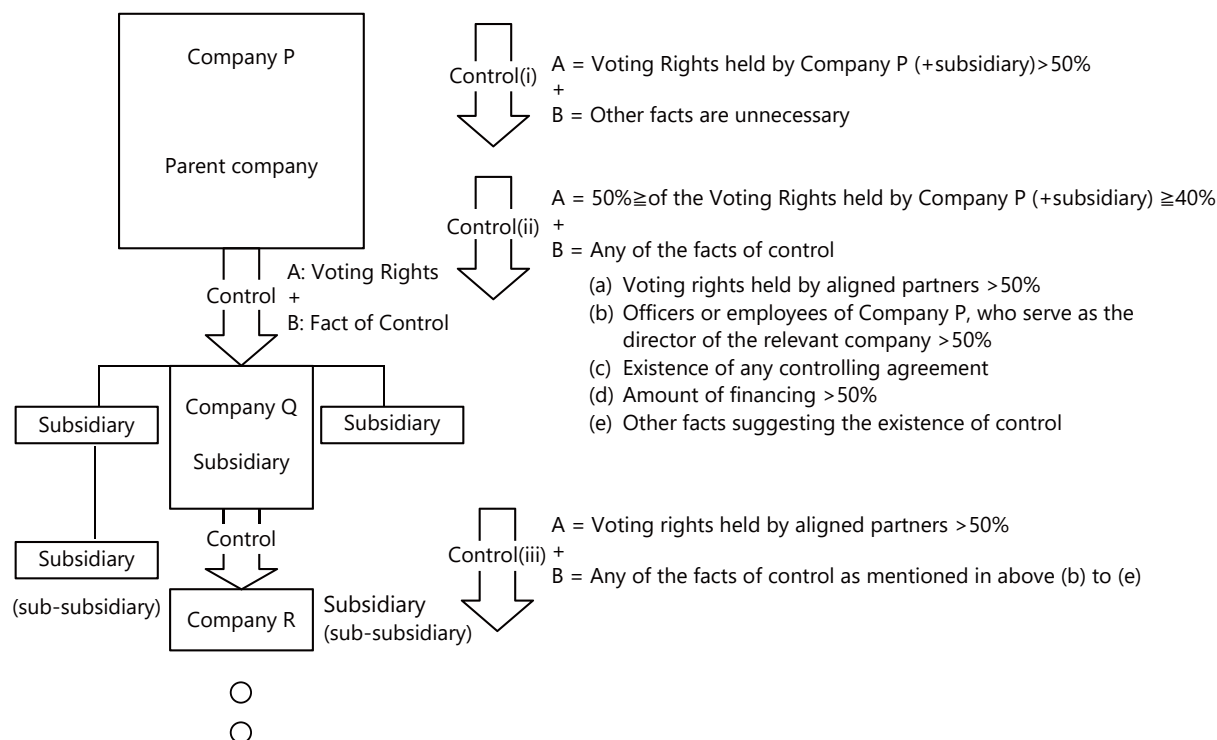 Company P
Parent company
Control
A: Voting Rights
+
B: Fact of Control
Subsidiary
Company Q
Subsidiary
Subsidiary
Control
Subsidiary
(sub-subsidiary)
Company R
Subsidiary
(sub-subsidiary)
Control(i)
A = Voting Rights held by Company P (+subsidiary)>50%
+
B = Other facts are unnecessary
Control(ii)
A = 50%≧of the Voting Rights held by Company P (+subsidiary) ≧40%
+
B = Any of the facts of control
(a) Voting rights held by aligned partners >50%
(b) Officers or employees of Company P, who serve as the
director of the relevant company >50%
(c) Existence of any controlling agreement
(d) Amount of financing >50%
(e) Other facts suggesting the existence of control
Control(iii)
A = Voting rights held by aligned partners >50%
+
B = Any of the facts of control as mentioned in above (b) to (e)